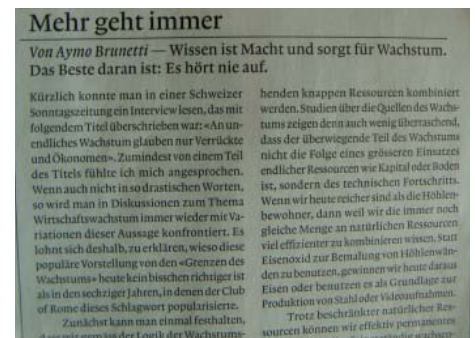 Mehr geht immer
Von Aymo Brunetti — Wissen ist Macht und sorgt für Wachstum.
Das Beste daran ist: Es hört nie auf.
Kürzlich konnte man in einer Schweizer
Sonntagszeitung ein Interview lesen, das mit
folgendem Titel überschrieben war: «An un-
endliches Wachstum glauben nur Verrückte
und Ökonomen». Zumindest von einem Teil
des Titels fühlte ich mich angesprochen.
Wenn auch nicht in so drastischen Worten,
so wird man in Diskussionen zum Thema
Wirtschaftswachstum immer wieder mit Va-
riationen dieser Aussage konfrontiert. Es
lohnt sich deshalb, zu erklären, wieso diese
populäre Vorstellung von den «Grenzen des
Wachstums» heute kein bisschen richtiger ist
als in den sechziger Jahren, in denen der Club
of Rome dieses Schlagwort popularisierte.
Zunächst kann man einmal festhalten,
dass gemäss der Logik der Wachstums-
henden knappen Ressourcen kombiniert
werden. Studien über die Quellen des Wachs-
tums zeigen denn auch wenig überraschend,
dass der überwiegende Teil des Wachstums
nicht die Folge eines grösseren Einsatzes
endlicher Ressourcen wie Kapital oder Boden
ist, sondern des technischen Fortschritts.
Wenn wir heute reicher sind als die Höhlen-
bewohner, dann weil wir die immer noch
gleiche Menge an natürlichen Ressourcen
viel effizienter zu kombinieren wissen. Statt
Eisenoxid zur Bemalung von Höhlenwän-
den zu benutzen, gewinnen wir heute daraus
Eisen oder benutzen es als Grundlage zur
Produktion von Stahl oder Videoaufnahmen.
Trotz beschränkter natürlicher Res-
sourcen können wir effektiv permanentes